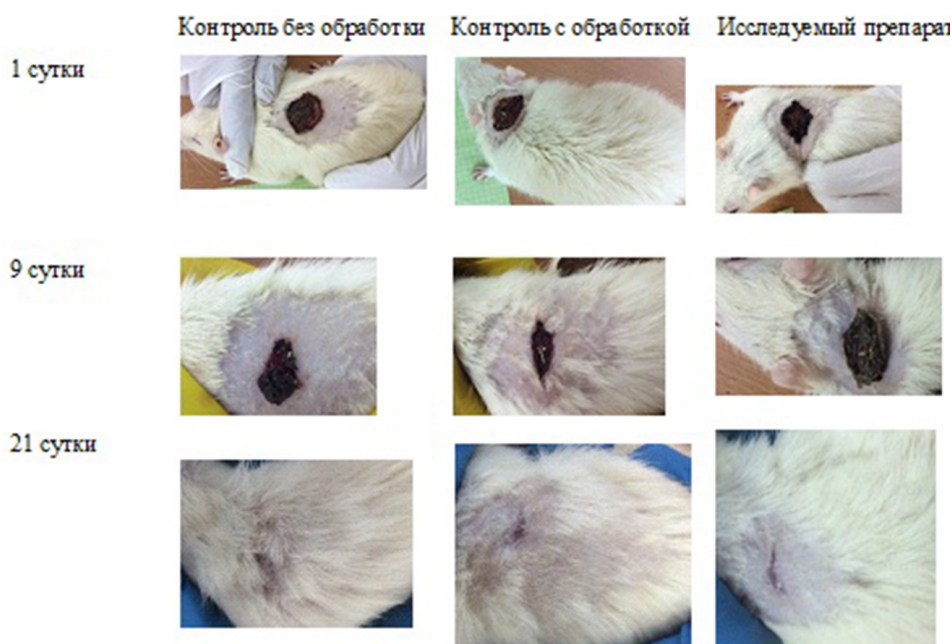 Контроль без обработки
Контроль с обработкой
Исследуемый препарат
1 сутки
9 сутки
21 сутки